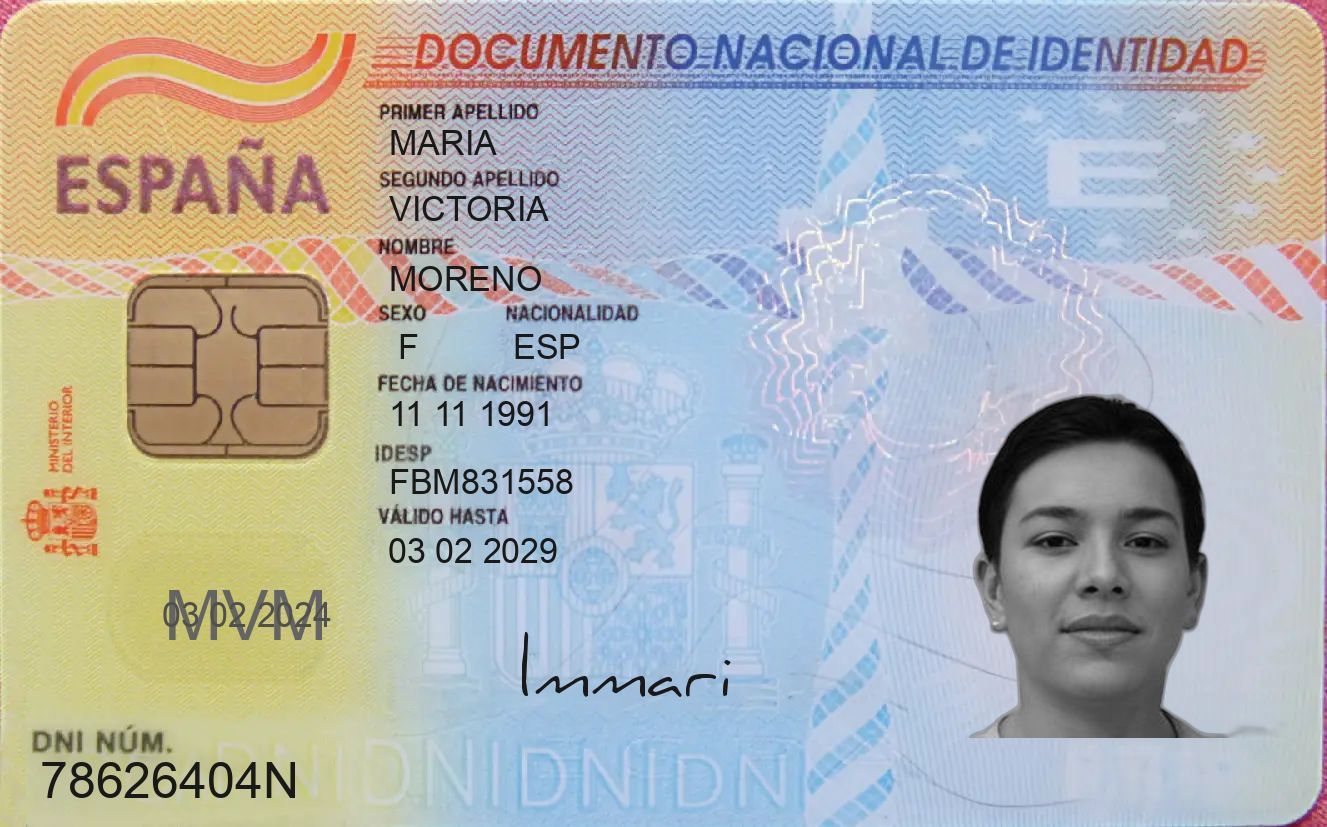 DOCUMENTO NACIONAL DE IDENTIDAD
ESPAÑA
PRIMER APELLIDO
MARIA
SEGUNDO APELLIDO
VICTORIA
NOMBRE
MORENO
SEXO NACIONALIDAD
F ESP
FECHA DE NACIMIENTO
11 11 1991
IDESP
FBM831558
VÁLIDO HASTA
03 02 2029
MINISTERIO
DEL INTERIOR
E
03 02 2024
MVM
Immari
DNI NÚM.
78626404N
DNIDNIDNIDNI